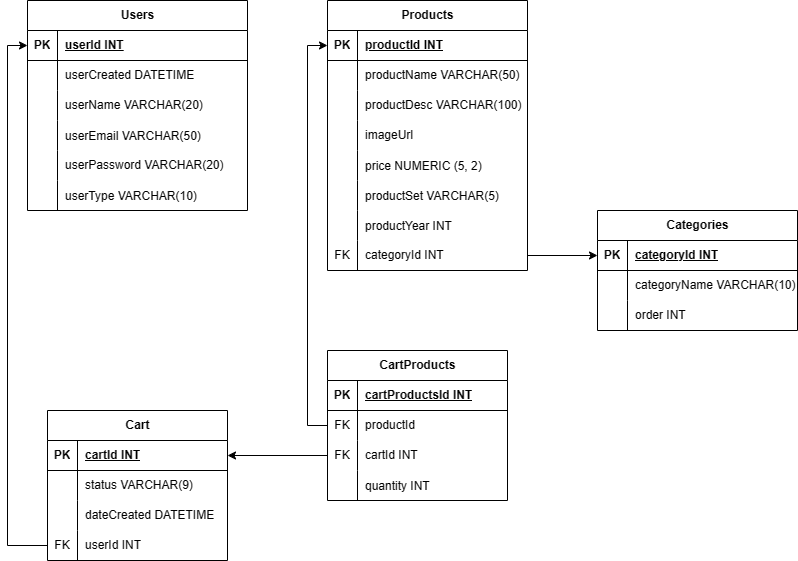 Users
PK userId INT
userCreated DATETIME
userName VARCHAR(20)
userEmail VARCHAR(50)
userPassword VARCHAR(20)
userType VARCHAR(10)
Products
PK productId INT
productName VARCHAR(50)
productDesc VARCHAR(100)
imageUrl
price NUMERIC (5, 2)
productSet VARCHAR(5)
productYear INT
FK categoryId INT
Categories
PK categoryId INT
categoryName VARCHAR(10)
order INT
CartProducts
PK cartProductsId INT
FK productId
FK cartId INT
quantity INT
Cart
PK cartId INT
status VARCHAR(9)
dateCreated DATETIME
FK userId INT